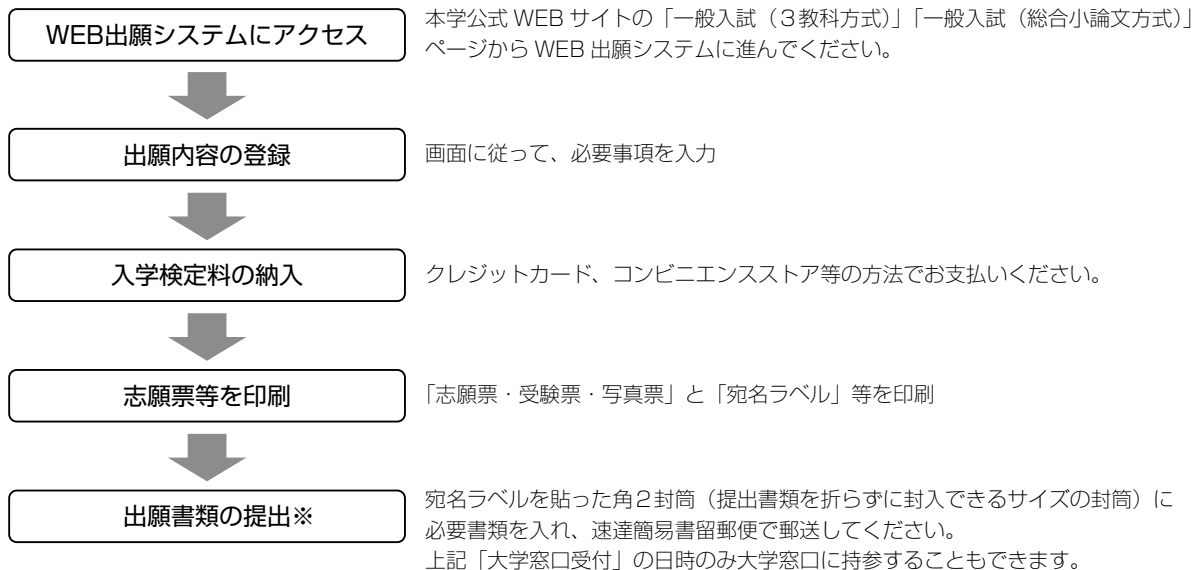 WEB出願システムにアクセス
本学公式 WEB サイトの「一般入試（３教科方式）」「一般入試（総合小論文方式）」
ページから WEB 出願システムに進んでください。
出願内容の登録
画面に従って、必要事項を入力
入学検定料の納入
クレジットカード、コンビニエンスストア等の方法でお支払いください。
志願票等を印刷
「志願票・受験票・写真票」と「宛名ラベル」等を印刷
出願書類の提出※
宛名ラベルを貼った角２封筒（提出書類を折らずに封入できるサイズの封筒）に
必要書類を入れ、速達簡易書留郵便で郵送してください。
上記「大学窓口受付」の日時のみ大学窓口に持参することもできます。